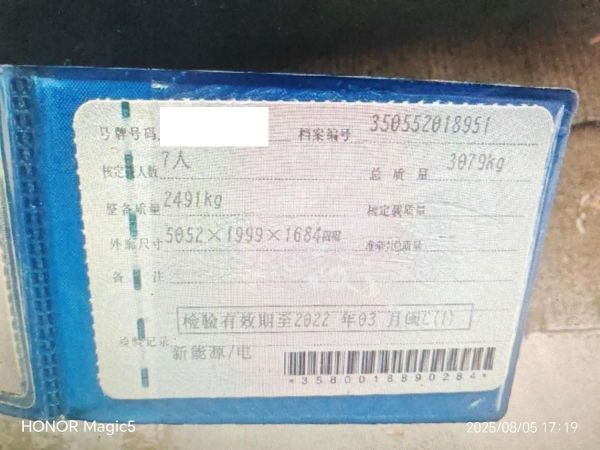 号牌号码
档案编号 350552018951
核定载人数 7人
总质量 3079kg
整备质量 2491kg
核定载质量
外廓尺寸 5052×1999×1684mm
准牵引总质量
备注
检验有效期至2022 年03 月闽C(1)
检验记录
新能源/电
*3580018890284*
HONOR Magic5
2025/08/05 17:19